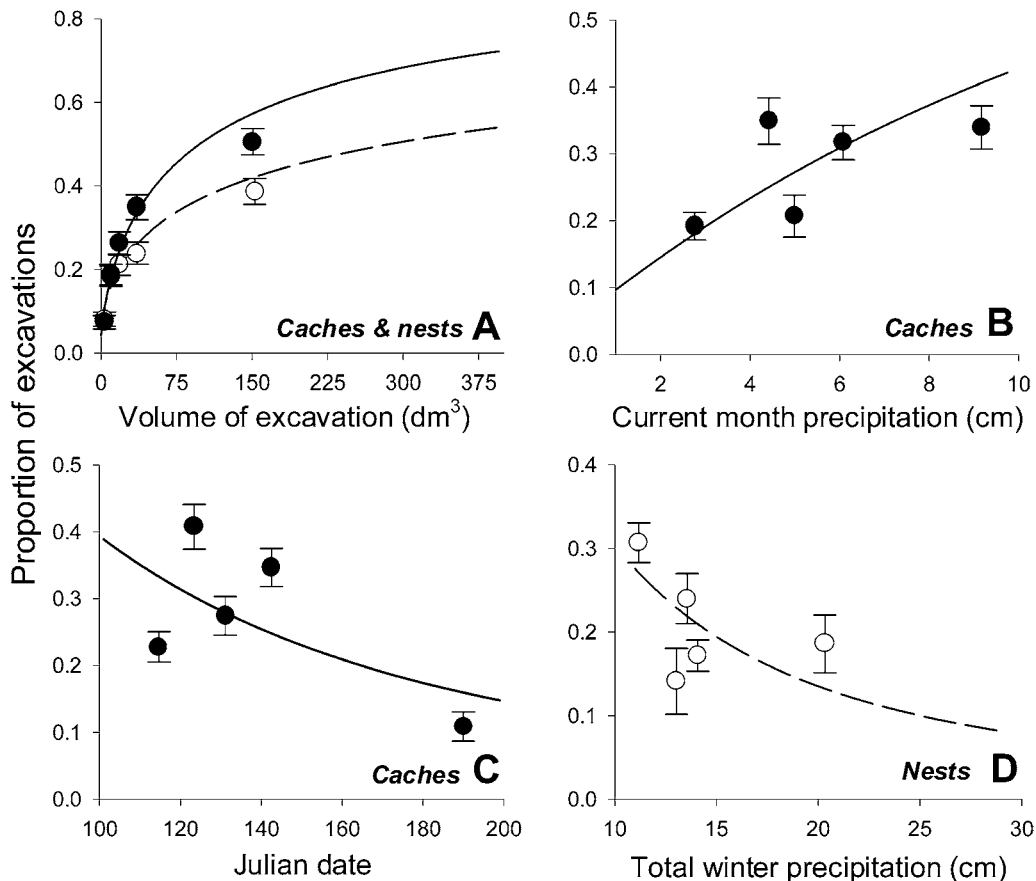 Proportion of excavations
0.8
0.6
0.4
0.2
0.0
Caches & nests A
0 75 150 225 300 375
Volume of excavation (dm³)
0.5
0.4
0.3
0.2
0.1
0.0
Caches B
2 4 6 8 10
Current month precipitation (cm)
0.5
0.4
0.3
0.2
0.1
0.0
Caches C
100 120 140 160 180 200
Julian date
0.4
0.3
0.2
0.1
0.0
Nests D
10 15 20 25 30
Total winter precipitation (cm)